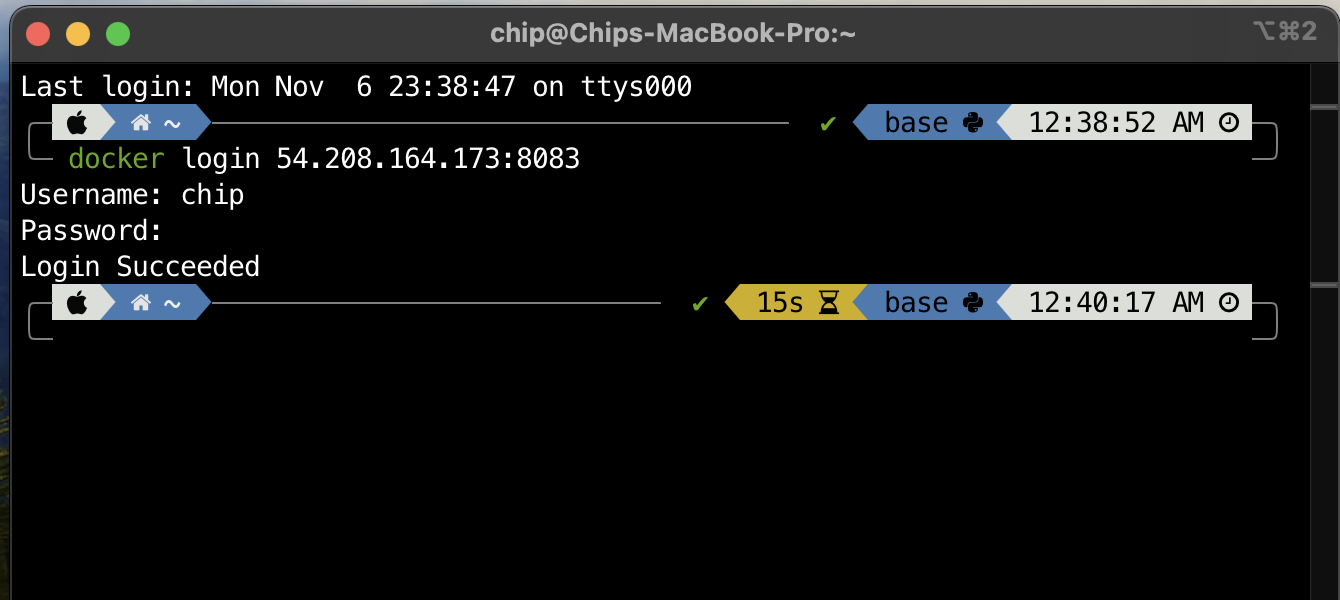 chip@Chips-MacBook-Pro:~
⌥⌘2
Last login: Mon Nov  6 23:38:47 on ttys000
~ ✔ base 12:38:52 AM
docker login 54.208.164.173:8083
Username: chip
Password:
Login Succeeded
~ ✔ 15s base 12:40:17 AM